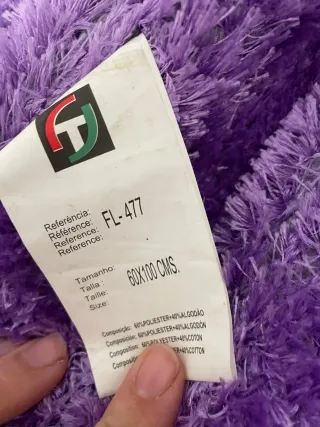 T
Referência:
Référence:
Reference:
Reference:
FL-477
Tamanho:
Talla:
Taille:
Size:
60X100 CMS.
Composição: 60%POLIESTER+40%ALGODÃO
Composición: 60%POLIESTER+40%ALGODÓN
Composition: 60%POLYESTER+40%COTON
Composition: 60%POLYESTER+40%COTTON